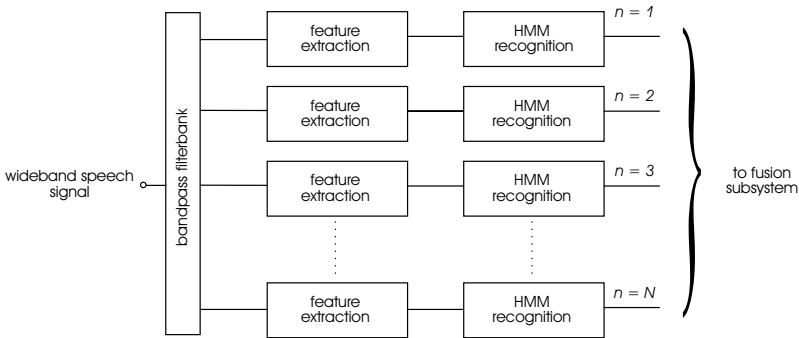 wideband speech
signal
bandpass filterbank
feature
extraction
HMM
recognition
n = 1
feature
extraction
HMM
recognition
n = 2
feature
extraction
HMM
recognition
n = 3
feature
extraction
HMM
recognition
n = N
to fusion
subsystem